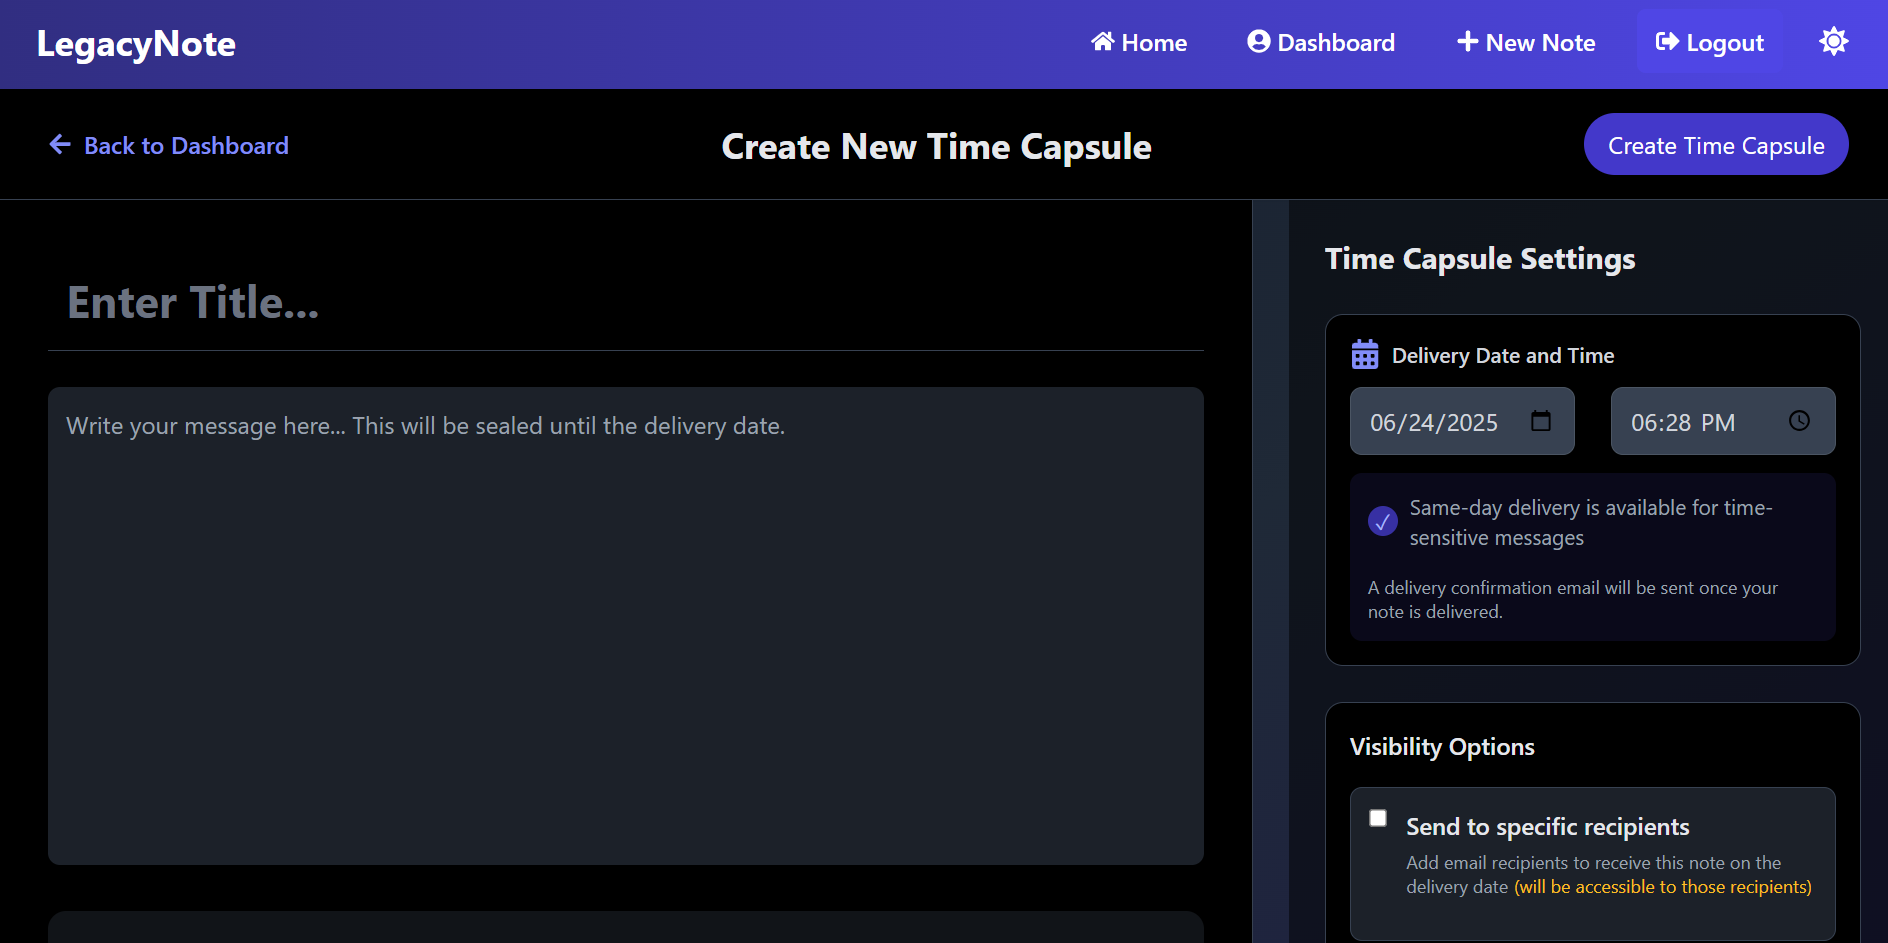 LegacyNote
Home
Dashboard
New Note
Logout
Back to Dashboard
Create New Time Capsule
Create Time Capsule
Enter Title...
Write your message here... This will be sealed until the delivery date.
Time Capsule Settings
Delivery Date and Time
06/24/2025
06:28 PM
Same-day delivery is available for time-
sensitive messages
A delivery confirmation email will be sent once your
note is delivered.
Visibility Options
Send to specific recipients
Add email recipients to receive this note on the
delivery date (will be accessible to those recipients)